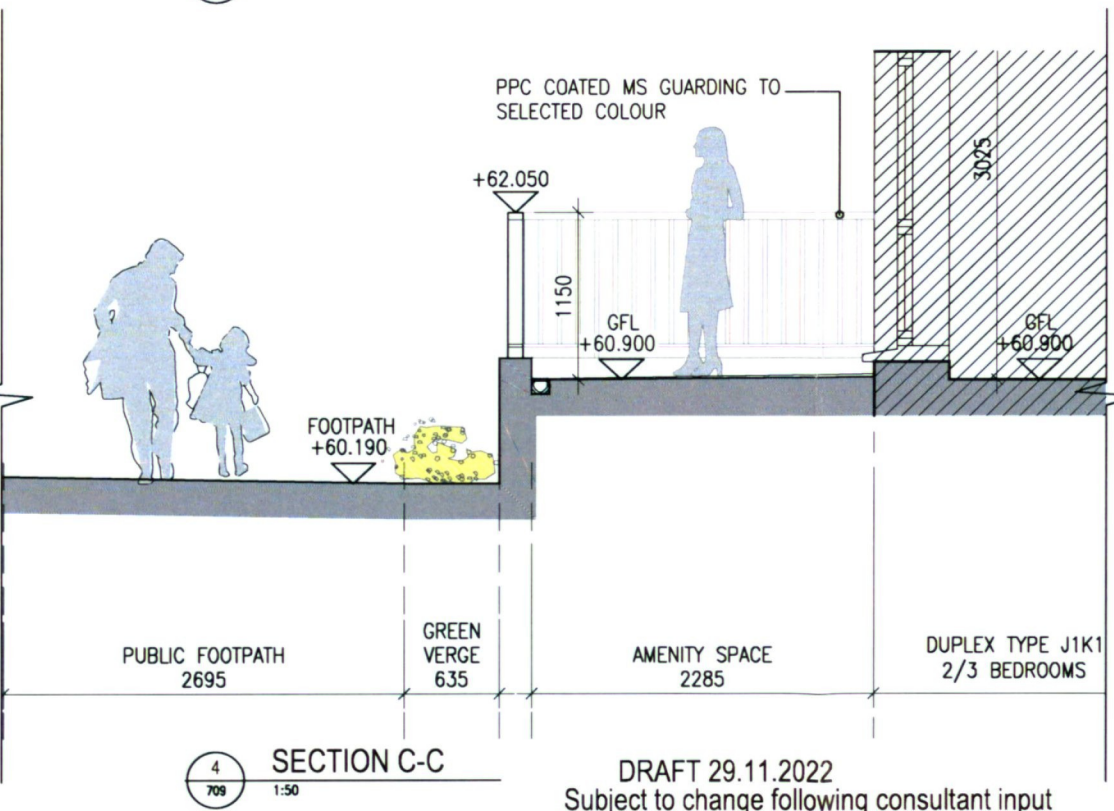 PPC COATED MS GUARDING TO
SELECTED COLOUR
3025
+62.050
1150
GFL
+60.900
GFL
+60.900
FOOTPATH
+60.190
PUBLIC FOOTPATH
2695
GREEN
VERGE
635
AMENITY SPACE
2285
DUPLEX TYPE J1K1
2/3 BEDROOMS
4
709
SECTION C-C
1:50
DRAFT 29.11.2022
Subject to change following consultant input